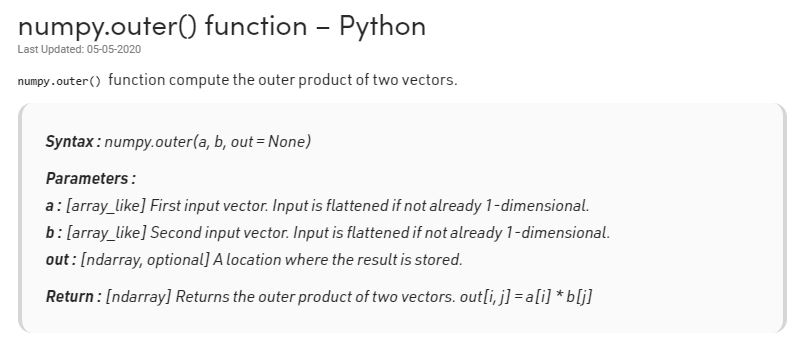 numpy.outer() function – Python
Last Updated: 05-05-2020
numpy.outer() function compute the outer product of two vectors.
Syntax : numpy.outer(a, b, out = None)
Parameters :
a : [array_like] First input vector. Input is flattened if not already 1-dimensional.
b : [array_like] Second input vector. Input is flattened if not already 1-dimensional.
out : [ndarray, optional] A location where the result is stored.
Return : [ndarray] Returns the outer product of two vectors. out[i, j] = a[i] * b[j]